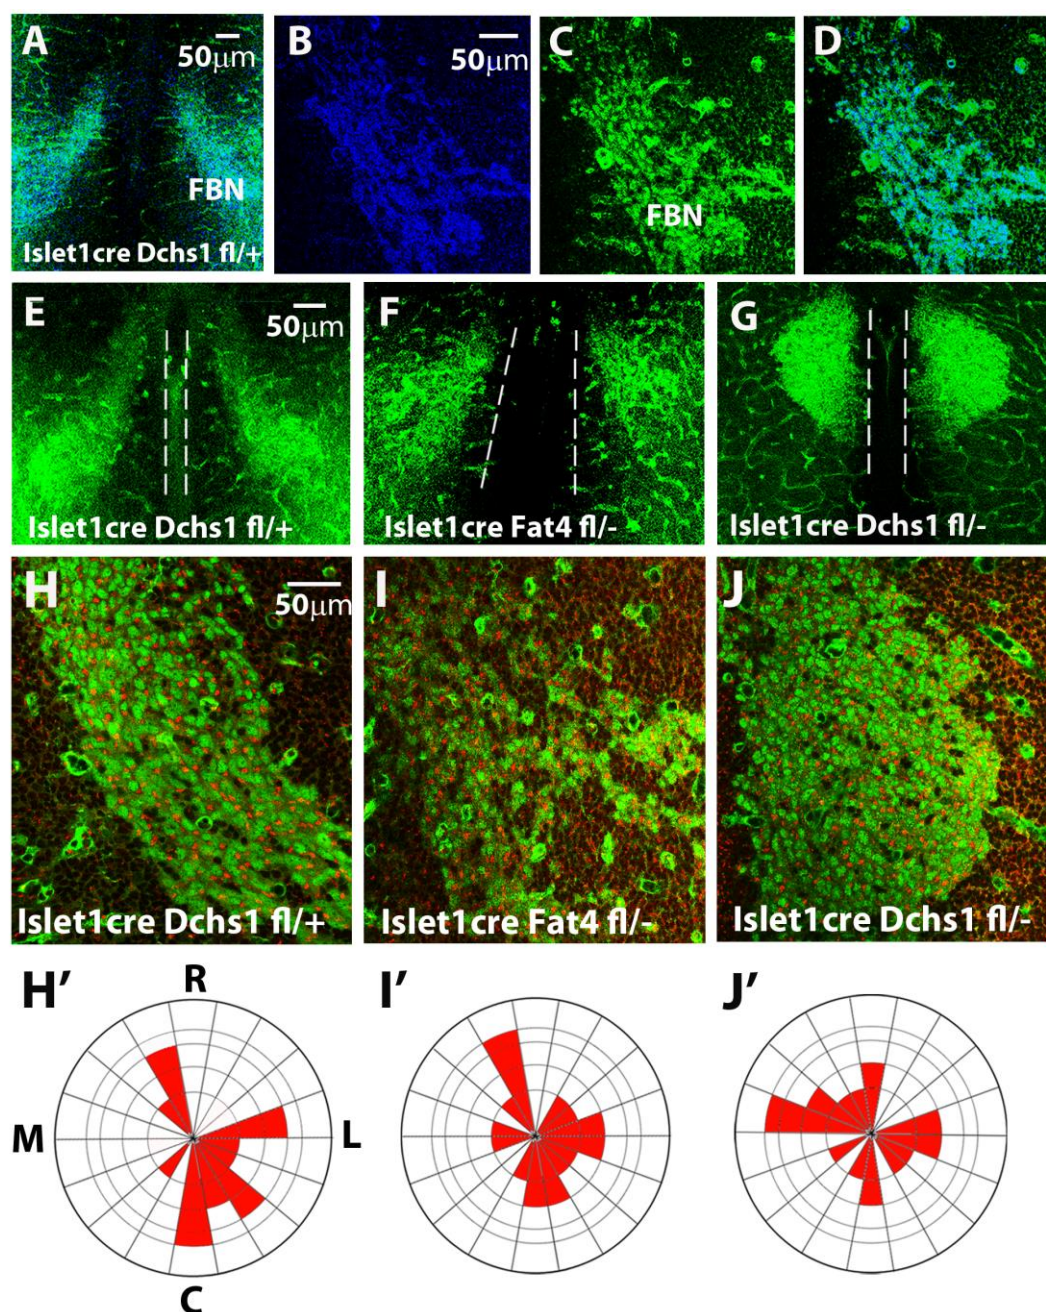 A
50μm
FBN
Islet1cre Dchs1 fl/+
B
50μm
C
FBN
D
E
50μm
Islet1cre Dchs1 fl/+
F
Islet1cre Fat4 fl/-
G
Islet1cre Dchs1 fl/-
H
50μm
Islet1cre Dchs1 fl/+
I
Islet1cre Fat4 fl/-
J
Islet1cre Dchs1 fl/-
H'
R
M
L
C
I'
J'